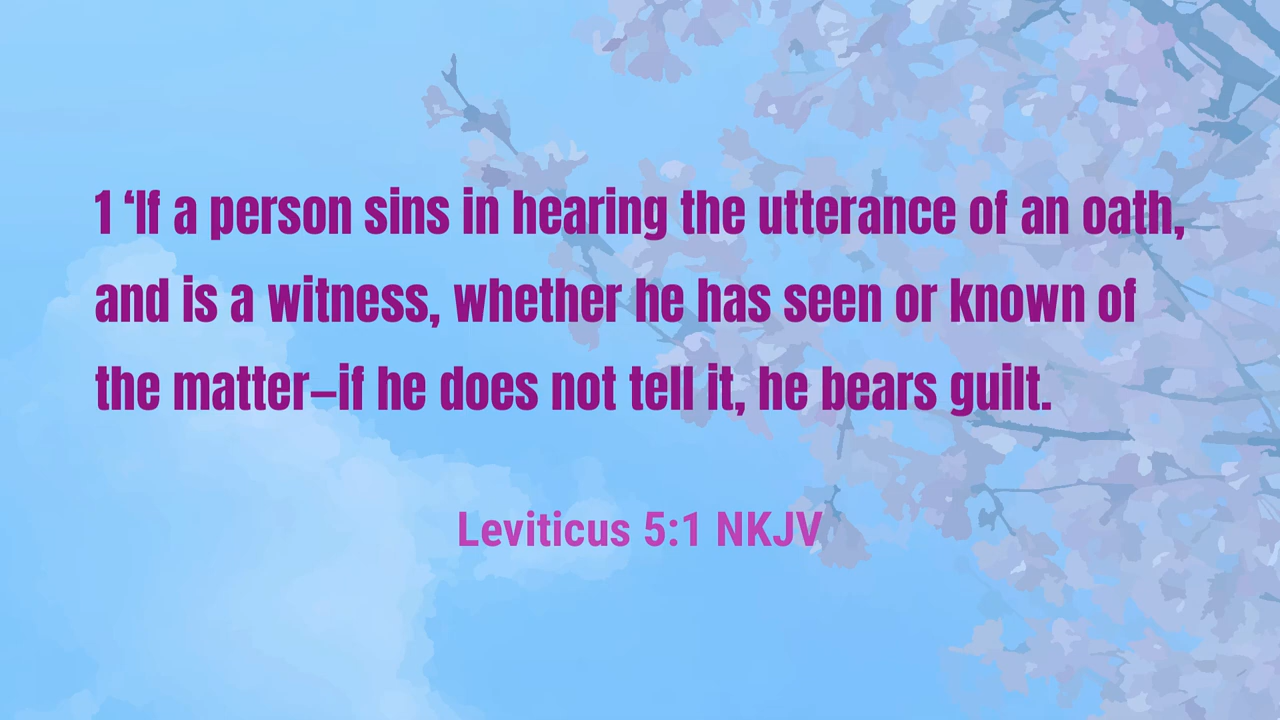 1 ‘If a person sins in hearing the utterance of an oath,
and is a witness, whether he has seen or known of
the matter—if he does not tell it, he bears guilt.
Leviticus 5:1 NKJV